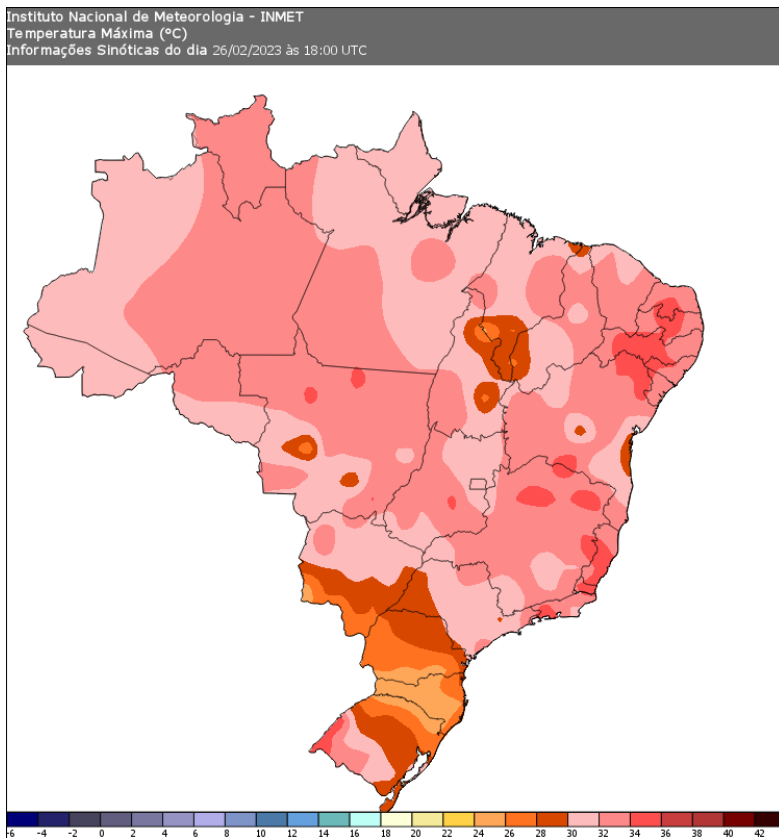 Instituto Nacional de Meteorologia - INMET
Temperatura Máxima (°C)
Informações Sinóticas do dia 26/02/2023 às 18:00 UTC
-6 -4 -2 0 2 4 6 8 10 12 14 16 18 20 22 24 26 28 30 32 34 36 38 40 42